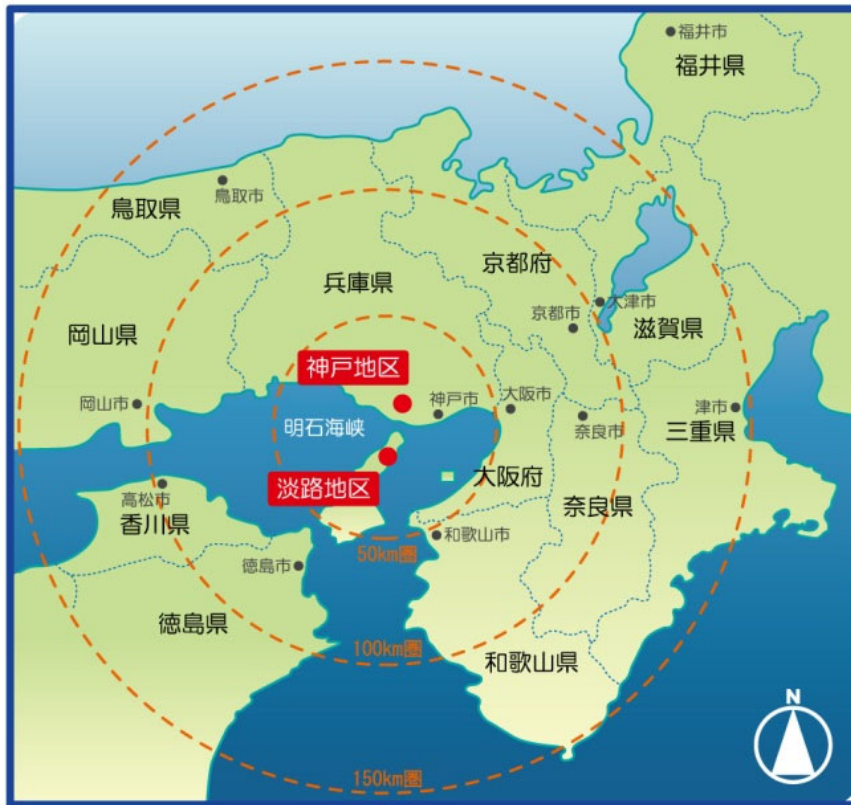 福井市
福井県
鳥取市
鳥取県
京都府
兵庫県
大津市
京都市
滋賀県
岡山県
神戸地区
岡山市
神戸市
大阪市
奈良市
津市
三重県
明石海峡
淡路地区
大阪府
高松市
香川県
奈良県
和歌山市
50km圏
徳島市
徳島県
100km圏
和歌山県
N
150km圏